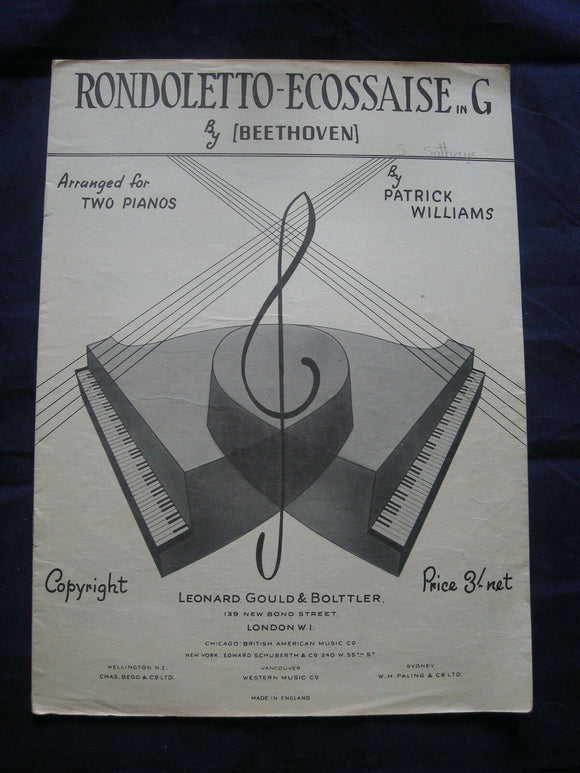 RONDOLETTO-ECOSSAISE IN G
By [BEETHOVEN]
Arranged for
TWO PIANOS
By
PATRICK
WILLIAMS
Copyright
Price 3/- net
LEONARD, GOULD & BOLTTLER,
139, NEW BOND STREET,
LONDON W.1.
CHICAGO: BRITISH AMERICAN MUSIC CO
NEW YORK: EDWARD SCHUBERTH & CO 240 W. 55TH ST
WELLINGTON N.Z.
CHAS. BEGG & CO LTD.
VANCOUVER
WESTERN MUSIC CO
SYDNEY
W. H. PALING & CO LTD.
MADE IN ENGLAND